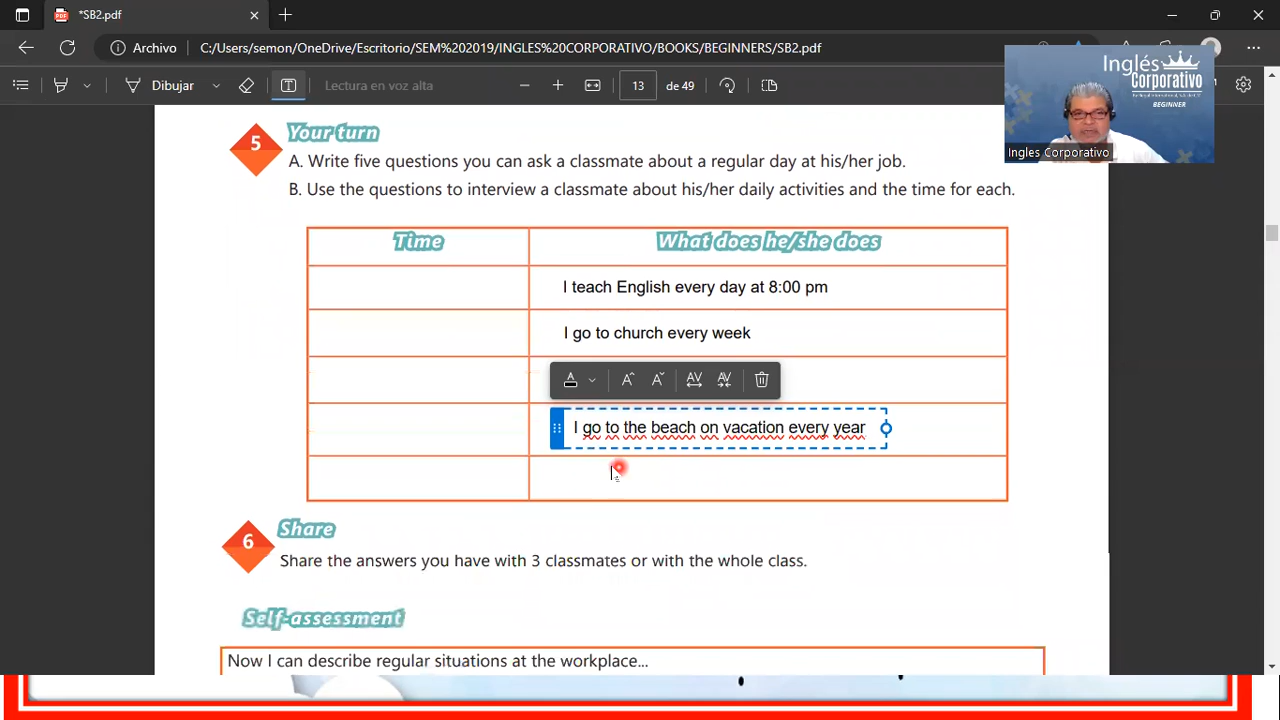 *SB2.pdf
Archivo
C:/Users/semon/OneDrive/Escritorio/SEM%202019/INGLES%20CORPORATIVO/BOOKS/BEGINNERS/SB2.pdf
Dibujar
Lectura en voz alta
13
de 49
Inglés
Corporativo
BEGINNER
Ingles Corporativo
5
Your turn
A. Write five questions you can ask a classmate about a regular day at his/her job.
B. Use the questions to interview a classmate about his/her daily activities and the time for each.
Time
What does he/she does
I teach English every day at 8:00 pm
I go to church every week
I go to the beach on vacation every year
6
Share
Share the answers you have with 3 classmates or with the whole class.
Self-assessment
Now I can describe regular situations at the workplace...